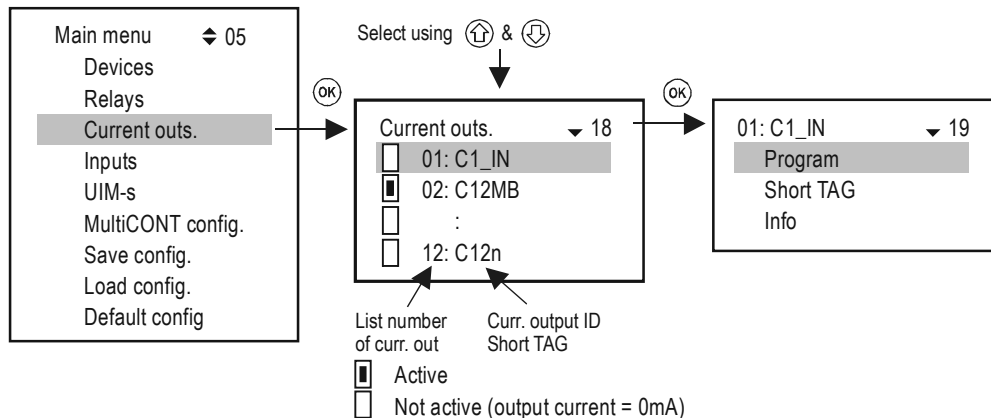 Main menu 05
Devices
Relays
Current outs.
Inputs
UIM-s
MultiCONT config.
Save config.
Load config.
Default config
OK
Select using & 
Current outs. 18
01: C1_IN
02: C12MB
:
12: C12n
List number
of curr. out
Curr. output ID
Short TAG
Active
Not active (output current = 0mA)
OK
01: C1_IN 19
Program
Short TAG
Info